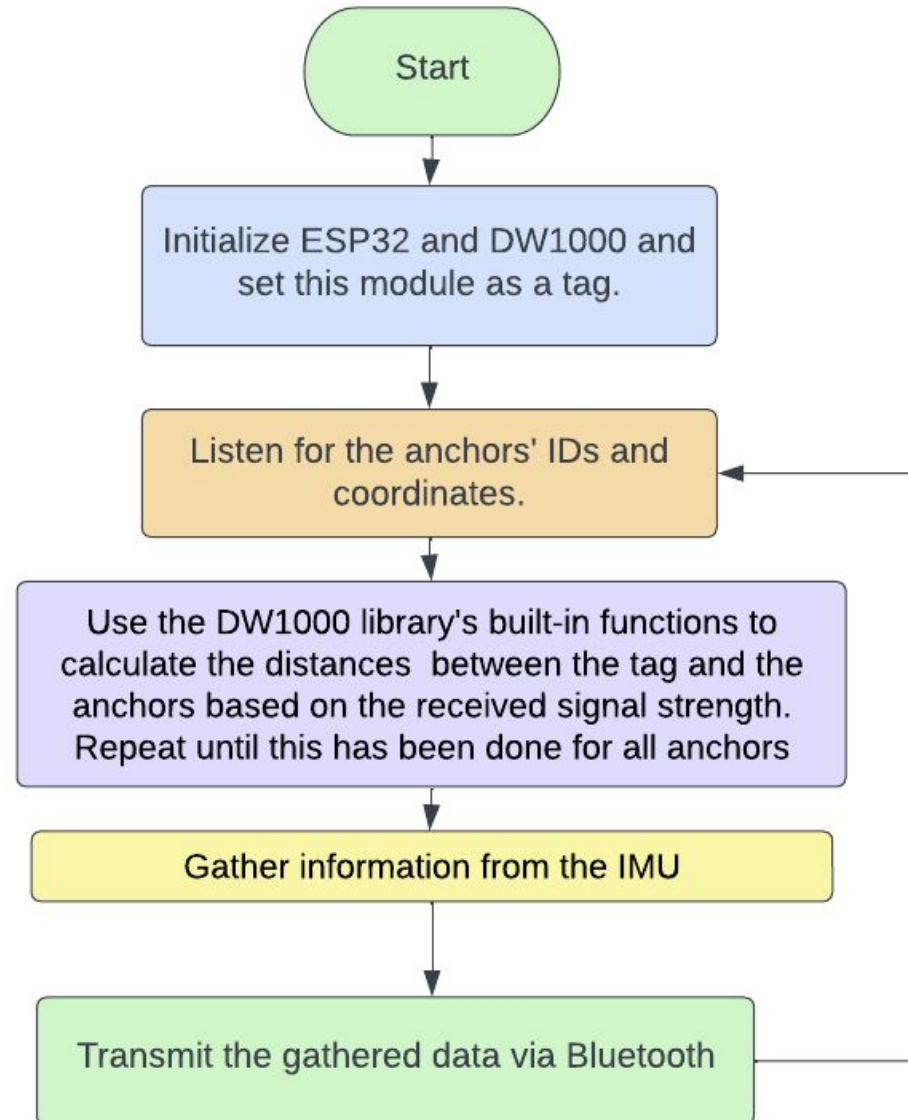 Start
Initialize ESP32 and DW1000 and
set this module as a tag.
Listen for the anchors' IDs and
coordinates.
Use the DW1000 library's built-in functions to
calculate the distances  between the tag and the
anchors based on the received signal strength.
Repeat until this has been done for all anchors
Gather information from the IMU
Transmit the gathered data via Bluetooth